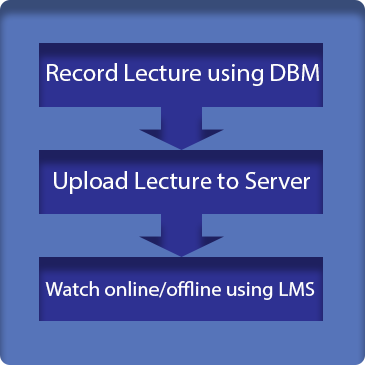 Record Lecture using DBM
Upload Lecture to Server
Watch online/offline using LMS